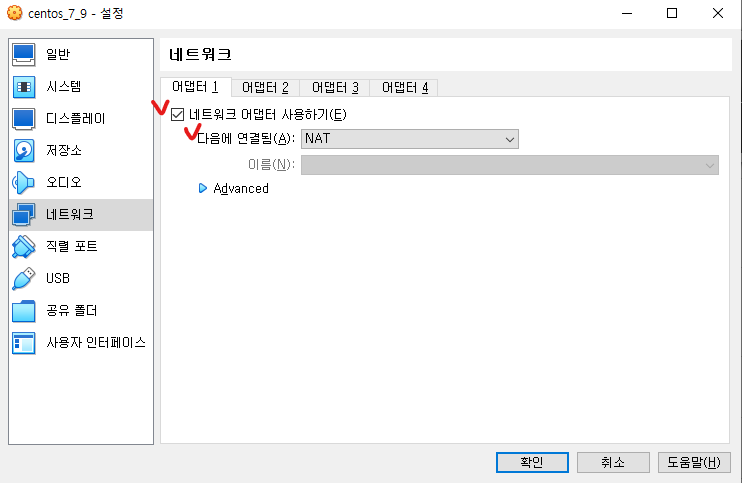 centos_7_9 - 설정
일반
시스템
디스플레이
저장소
오디오
네트워크
직렬 포트
USB
공유 폴더
사용자 인터페이스
네트워크
어댑터 1 어댑터 2 어댑터 3 어댑터 4
네트워크 어댑터 사용하기(E)
다음에 연결됨(A): NAT
이름(N):
Advanced
확인 취소 도움말(H)